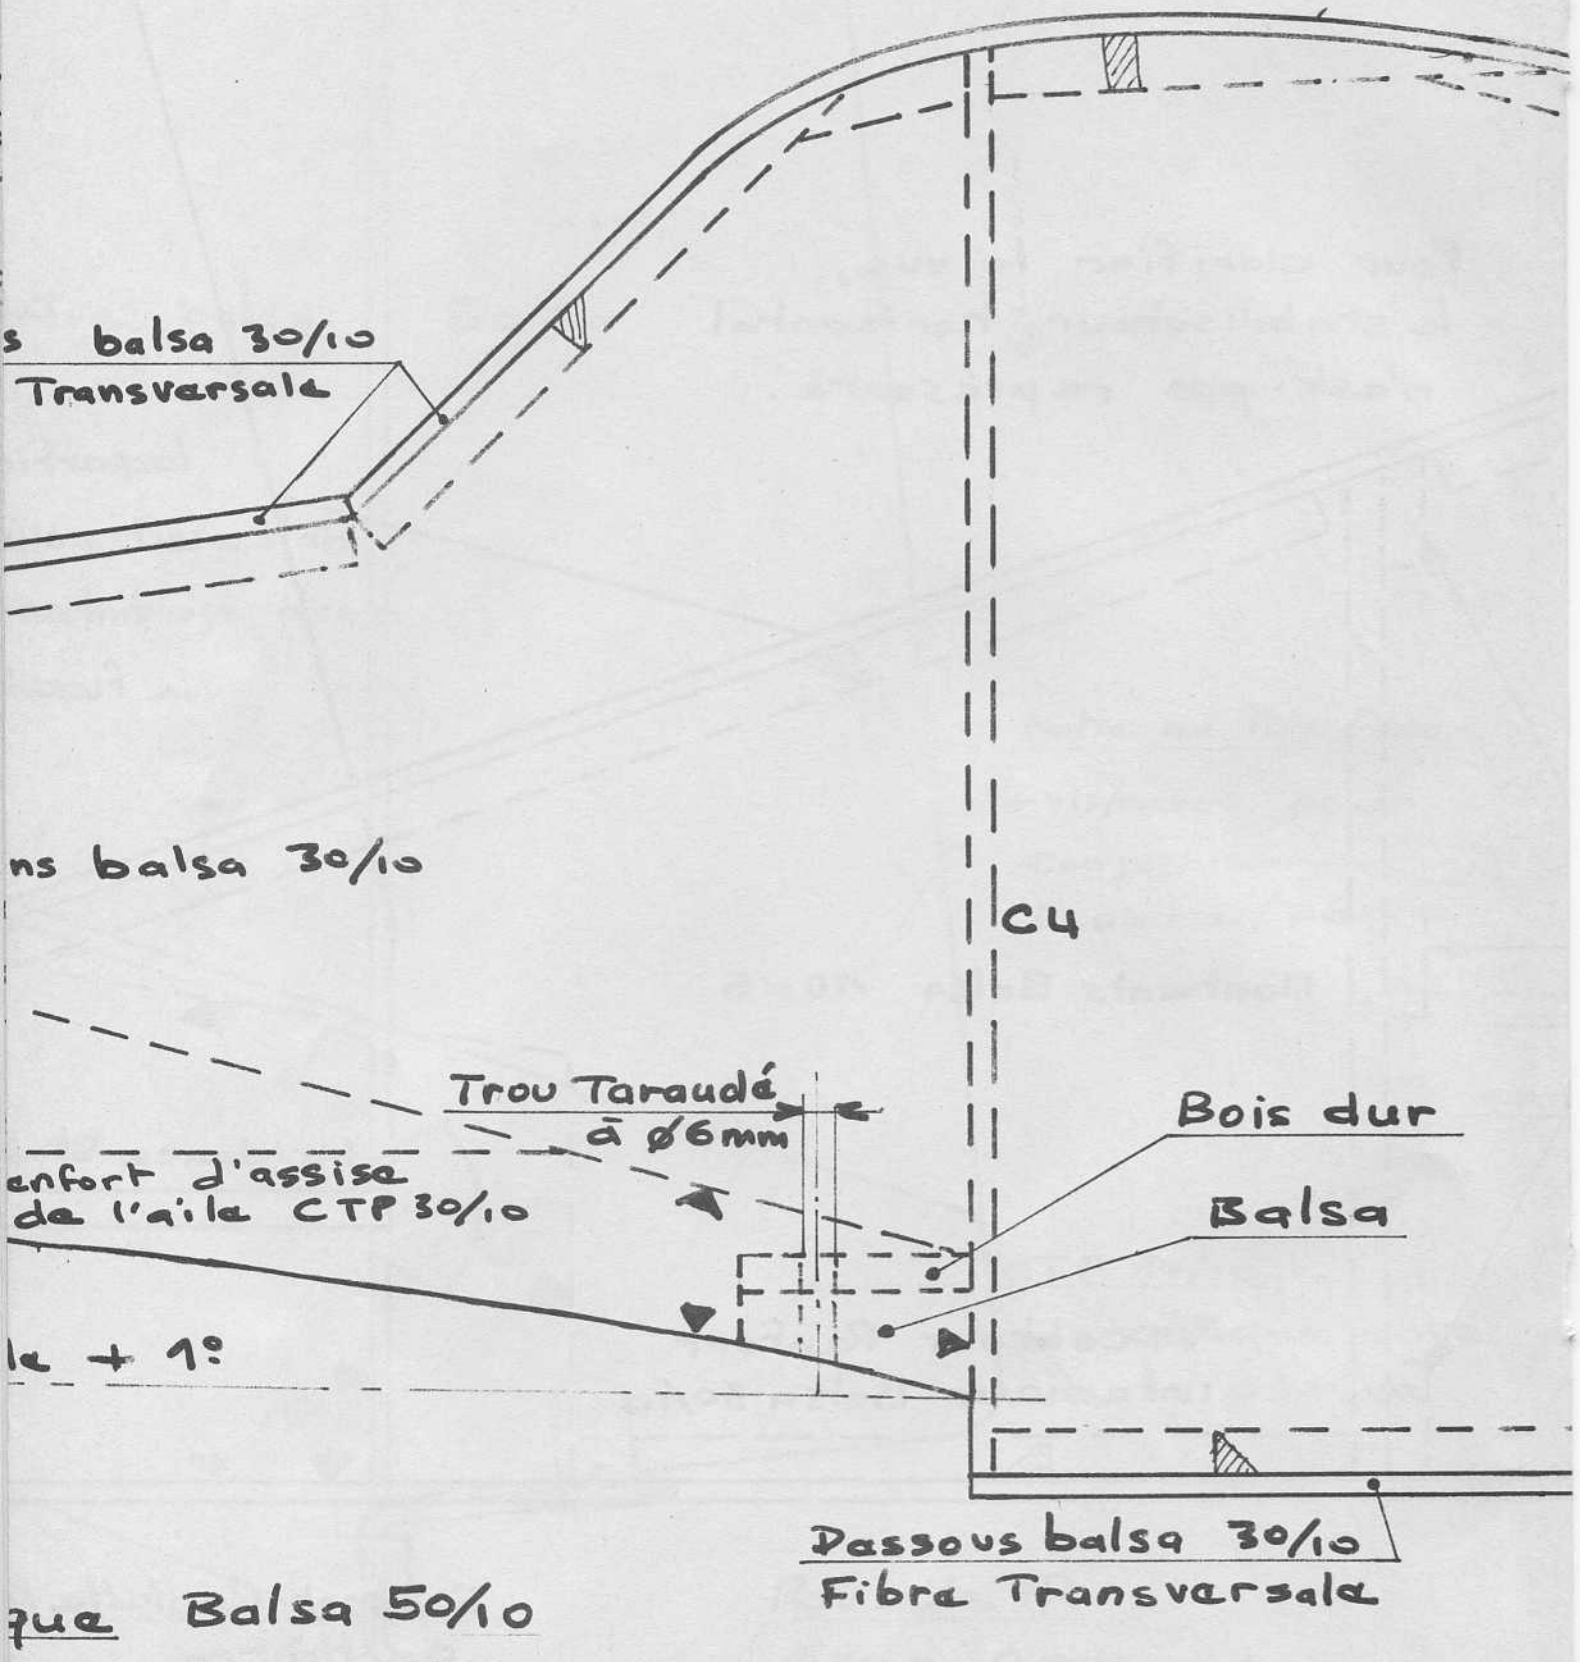 s balsa 30/10
Transversale
ns balsa 30/10
C4
Trou Taraudé
à ø6mm
Bois dur
enfort d'assise
de l'aile CTP 30/10
Balsa
le + 1°
Dessous balsa 30/10
Fibre Transversale
que Balsa 50/10